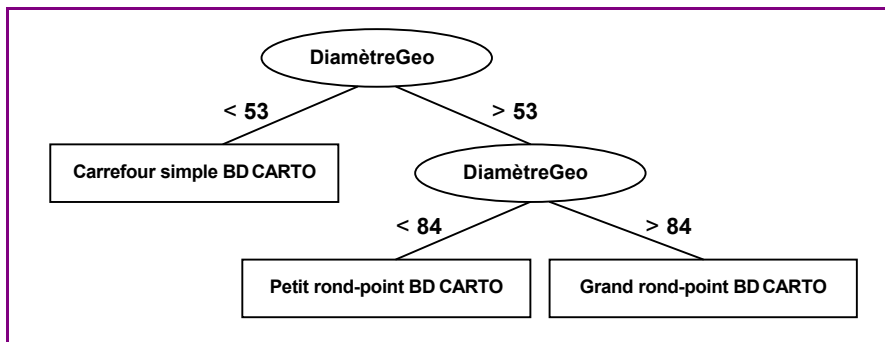 DiamètreGeo
< 53
> 53
Carrefour simple BD CARTO
DiamètreGeo
< 84
> 84
Petit rond-point BD CARTO
Grand rond-point BD CARTO